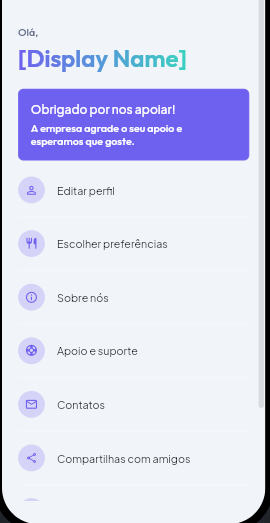 Olá,
[Display Name]
Obrigado por nos apoiar!
A empresa agrade o seu apoio e
esperamos que goste.
Editar perfil
Escolher preferências
Sobre nós
Apoio e suporte
Contatos
Compartilhas com amigos